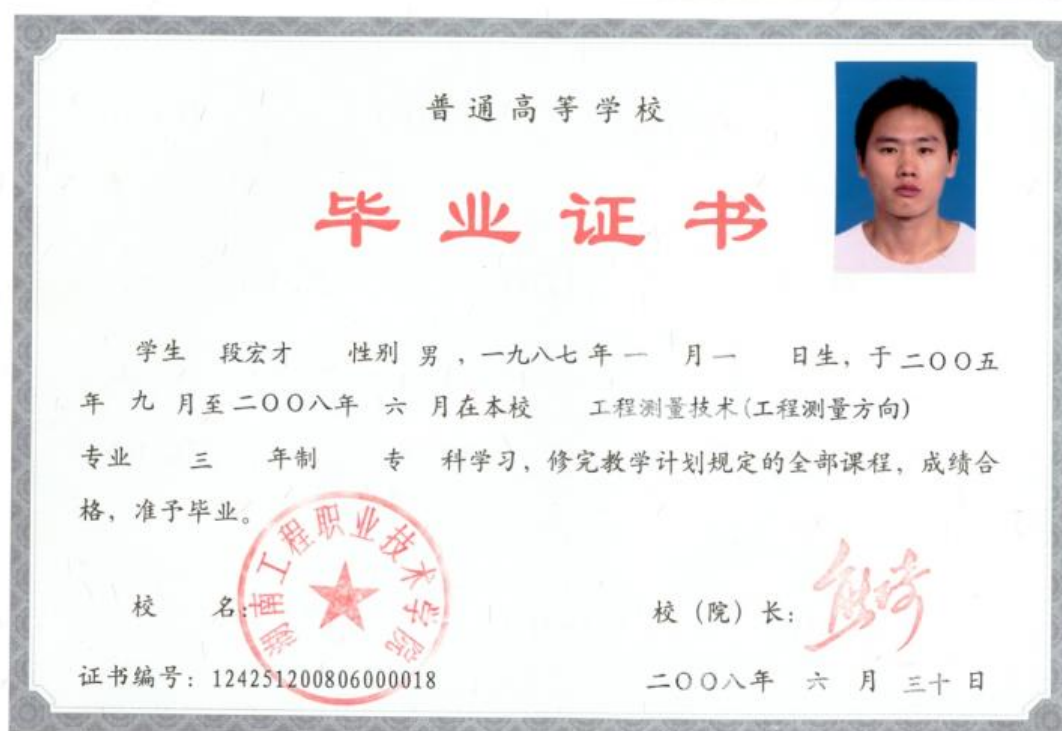 普通高等学校
毕业证书
学生 段宏才 性别 男 ，一九八七年 一 月一 日生，于二〇〇五
年 九 月至二〇〇八年 六 月在本校 工程测量技术(工程测量方向)
专业 三 年制 专 科学习，修完教学计划规定的全部课程，成绩合
格，准予毕业。
湖南工程职业技术学院
校 名： 校（院）长：
证书编号：124251200806000018 二〇〇八年 六 月 三十 日